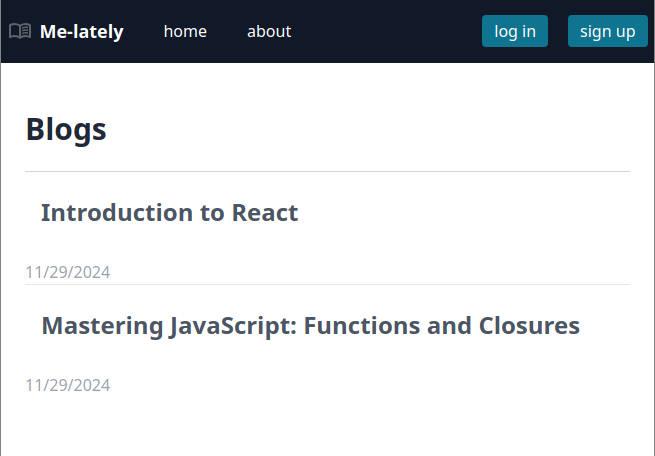 Me-lately home about log in sign up
Blogs
Introduction to React
11/29/2024
Mastering JavaScript: Functions and Closures
11/29/2024